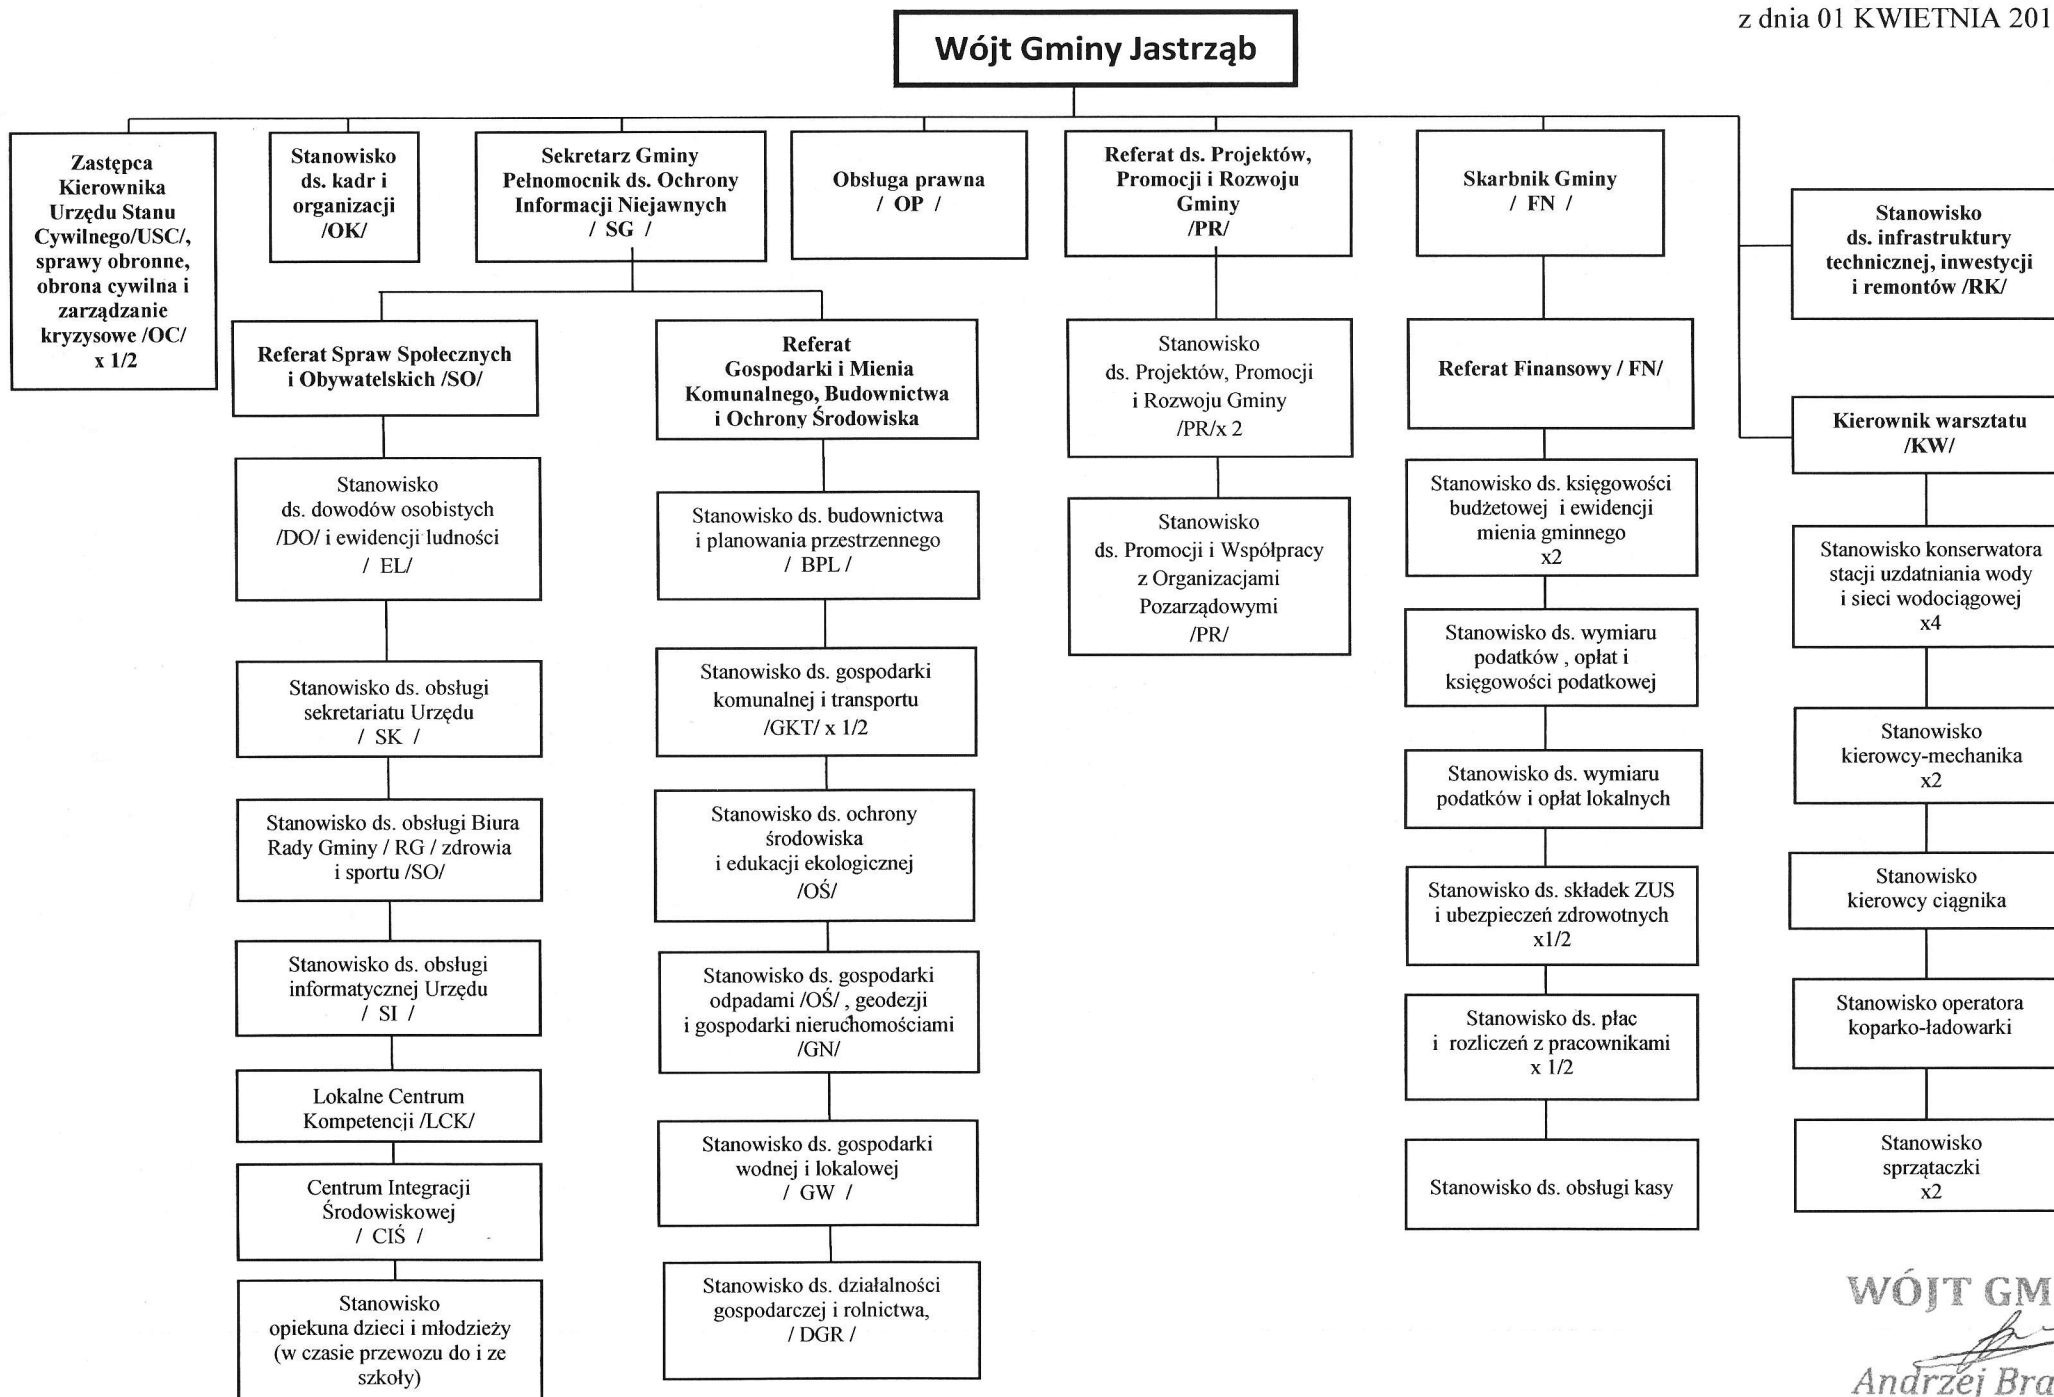 z dnia 01 KWIETNIA 201
Wójt Gminy Jastrząb
Zastępca
Kierownika
Urzędu Stanu
Cywilnego/USC/,
sprawy obronne,
obrona cywilna i
zarządzanie
kryzysowe /OC/
x 1/2
Stanowisko
ds. kadr i
organizacji
/OK/
Sekretarz Gminy
Pełnomocnik ds. Ochrony
Informacji Niejawnych
/ SG /
Obsługa prawna
/ OP /
Referat ds. Projektów,
Promocji i Rozwoju
Gminy
/PR/
Skarbnik Gminy
/ FN /
Stanowisko
ds. infrastruktury
technicznej, inwestycji
i remontów /RK/
Referat Spraw Społecznych
i Obywatelskich /SO/
Stanowisko
ds. dowodów osobistych
/DO/ i ewidencji ludności
/ EL/
Stanowisko ds. obsługi
sekretariatu Urzędu
/ SK /
Stanowisko ds. obsługi Biura
Rady Gminy / RG / zdrowia
i sportu /SO/
Stanowisko ds. obsługi
informatycznej Urzędu
/ SI /
Lokalne Centrum
Kompetencji /LCK/
Centrum Integracji
Środowiskowej
/ CIŚ /
Stanowisko
opiekuna dzieci i młodzieży
(w czasie przewozu do i ze
szkoły)
Referat
Gospodarki i Mienia
Komunalnego, Budownictwa
i Ochrony Środowiska
Stanowisko ds. budownictwa
i planowania przestrzennego
/ BPL /
Stanowisko ds. gospodarki
komunalnej i transportu
/GKT/ x 1/2
Stanowisko ds. ochrony
środowiska
i edukacji ekologicznej
/OŚ/
Stanowisko ds. gospodarki
odpadami /OŚ/ , geodezji
i gospodarki nieruchomościami
/GN/
Stanowisko ds. gospodarki
wodnej i lokalowej
/ GW /
Stanowisko ds. działalności
gospodarczej i rolnictwa,
/ DGR /
Stanowisko
ds. Projektów, Promocji
i Rozwoju Gminy
/PR/x 2
Stanowisko
ds. Promocji i Współpracy
z Organizacjami
Pozarządowymi
/PR/
Referat Finansowy / FN/
Stanowisko ds. księgowości
budżetowej i ewidencji
mienia gminnego
x2
Stanowisko ds. wymiaru
podatków , opłat i
księgowości podatkowej
Stanowisko ds. wymiaru
podatków i opłat lokalnych
Stanowisko ds. składek ZUS
i ubezpieczeń zdrowotnych
x1/2
Stanowisko ds. płac
i rozliczeń z pracownikami
x 1/2
Stanowisko ds. obsługi kasy
Kierownik warsztatu
/KW/
Stanowisko konserwatora
stacji uzdatniania wody
i sieci wodociągowej
x4
Stanowisko
kierowcy-mechanika
x2
Stanowisko
kierowcy ciągnika
Stanowisko operatora
koparko-ładowarki
Stanowisko
sprzątaczki
x2
WÓJT GM
Andrzej Bra